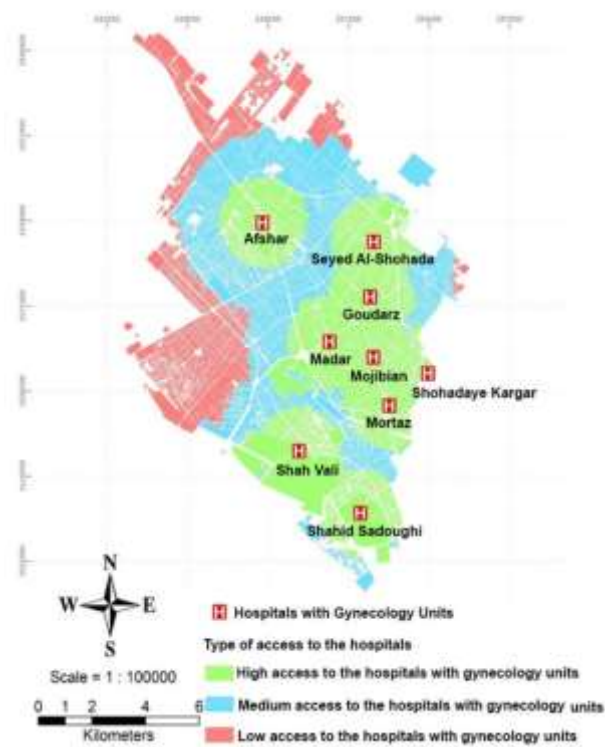 Afshar
Seyed Al-Shohada
Goudarz
Madar
Mojibian
Shohadaye Kargar
Mortaz
Shah Vali
Shahid Sadoughi
N
W E
S
H Hospitals with Gynecology Units
Type of access to the hospitals
Scale = 1 : 100000
High access to the hospitals with gynecology units
Medium access to the hospitals with gynecology units
0 1 2 4 6
Low access to the hospitals with gynecology units
Kilometers